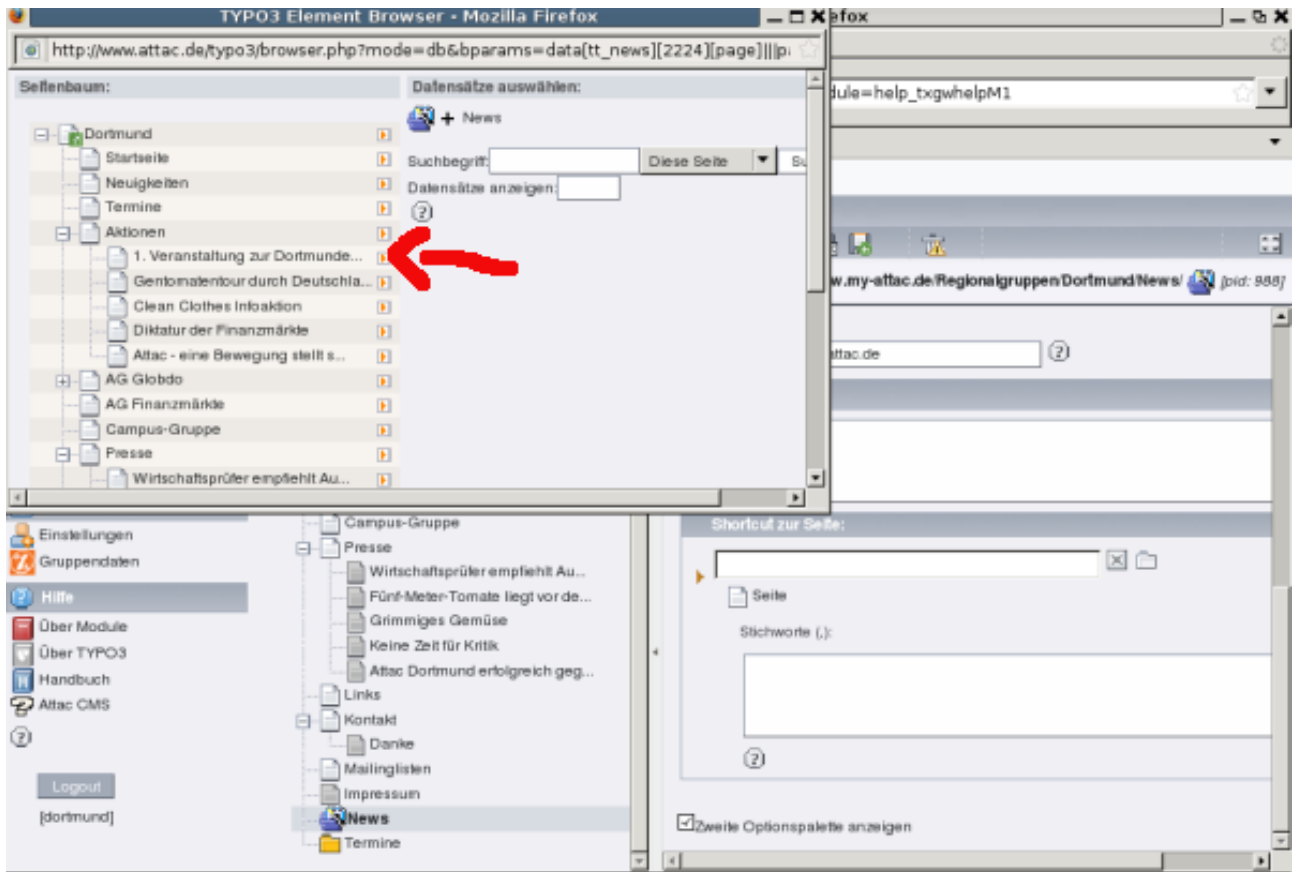 TYPO3 Element Browser - Mozilla Firefox
http://www.attac.de/typo3/browser.php?mode=db&bparams=data[tt_news][2224][page]|||p
Seitenbaum:
Dortmund
Startseite
Neuigkeiten
Termine
Aktionen
1. Veranstaltung zur Dortmunde...
Gentomatentour durch Deutschla...
Clean Clothes Infoaktion
Diktatur der Finanzmärkte
Attac - eine Bewegung stellt s...
AG Globdo
AG Finanzmärkte
Campus-Gruppe
Presse
Wirtschaftsprüfer empfiehlt Au...
Datensätze auswählen:
+ News
Suchbegriff: Diese Seite Su
Datensätze anzeigen:
efox
dule=help_txgwhelpM1
w.my-attac.de/Regionalgruppen/Dortmund/News/ [pid: 988]
attac.de
Einstellungen
Gruppendaten
Hilfe
Über Module
Über TYPO3
Handbuch
Attac CMS
Logout
[dortmund]
Campus-Gruppe
Presse
Wirtschaftsprüfer empfiehlt Au...
Fünf-Meter-Tomate liegt vor de...
Grimmiges Gemüse
Keine Zeit für Kritik
Attac Dortmund erfolgreich geg...
Links
Kontakt
Danke
Mailinglisten
Impressum
News
Termine
Shortcut zur Seite:
Seite
Stichworte (,):
Zweite Optionspalette anzeigen